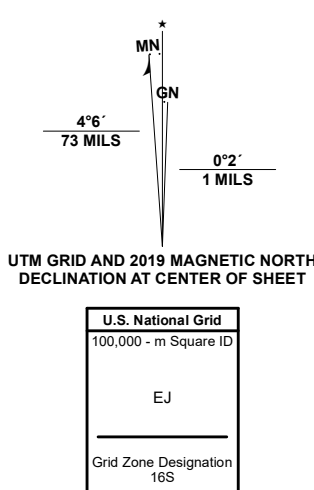 MN
GN
4°6´
73 MILS
0°2´
1 MILS
UTM GRID AND 2019 MAGNETIC NORTH
DECLINATION AT CENTER OF SHEET
U.S. National Grid
100,000 - m Square ID
EJ
Grid Zone Designation
16S